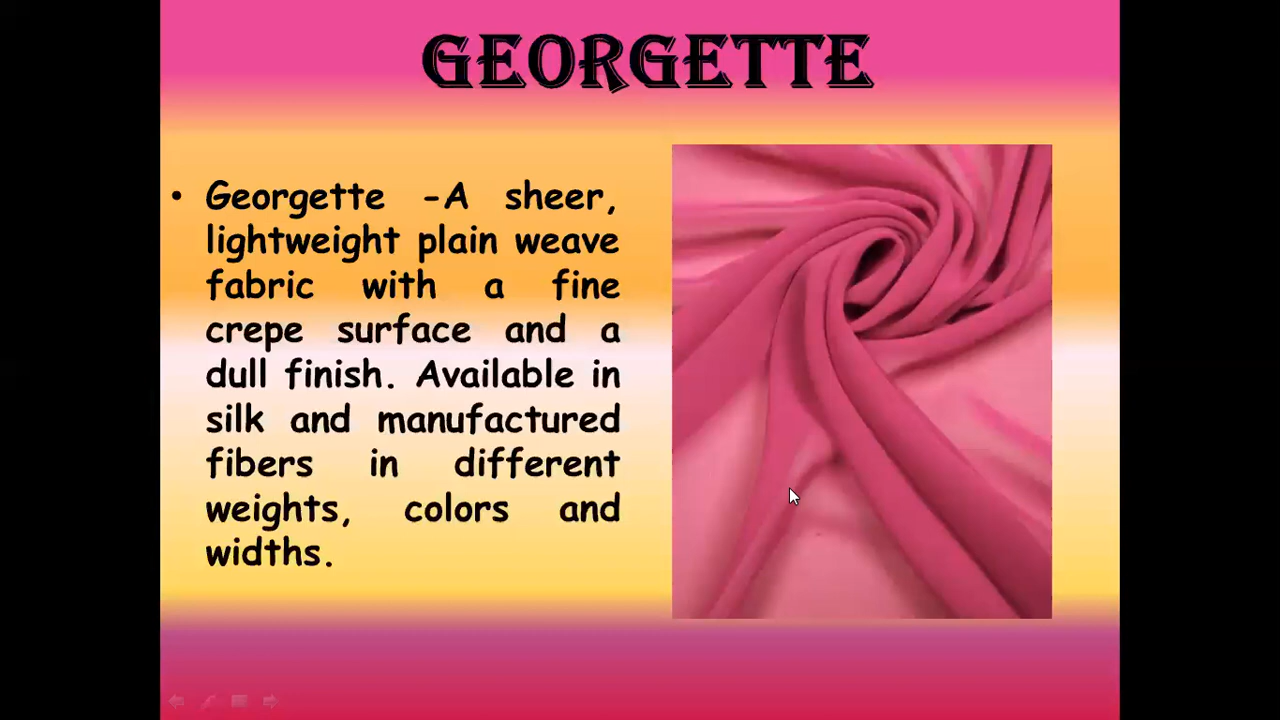 GEORGETTE
• Georgette -A sheer,
lightweight plain weave
fabric with a fine
crepe surface and a
dull finish. Available in
silk and manufactured
fibers in different
weights, colors and
widths.